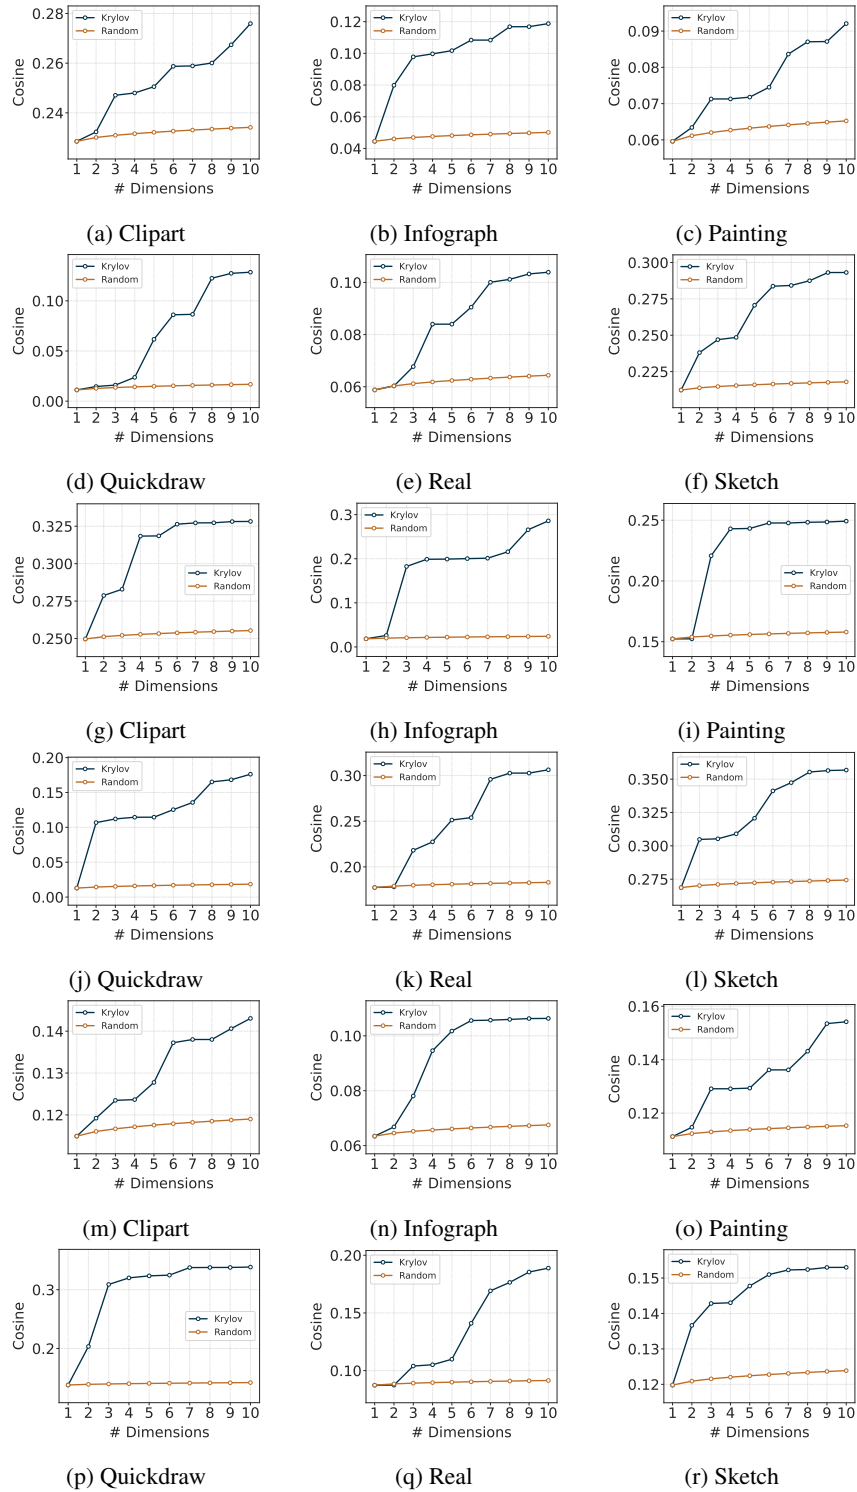 0.28
0.26
0.24
Cosine
Krylov
Random
1 2 3 4 5 6 7 8 9 10
# Dimensions
(a) Clipart
0.12
0.10
0.08
0.06
0.04
Cosine
Krylov
Random
1 2 3 4 5 6 7 8 9 10
# Dimensions
(b) Infograph
0.09
0.08
0.07
0.06
Cosine
Krylov
Random
1 2 3 4 5 6 7 8 9 10
# Dimensions
(c) Painting
0.10
0.05
0.00
Cosine
Krylov
Random
1 2 3 4 5 6 7 8 9 10
# Dimensions
(d) Quickdraw
0.10
0.08
0.06
Cosine
Krylov
Random
1 2 3 4 5 6 7 8 9 10
# Dimensions
(e) Real
0.300
0.275
0.250
0.225
Cosine
Krylov
Random
1 2 3 4 5 6 7 8 9 10
# Dimensions
(f) Sketch
0.325
0.300
0.275
0.250
Cosine
Krylov
Random
1 2 3 4 5 6 7 8 9 10
# Dimensions
(g) Clipart
0.3
0.2
0.1
0.0
Cosine
Krylov
Random
1 2 3 4 5 6 7 8 9 10
# Dimensions
(h) Infograph
0.25
0.20
0.15
Cosine
Krylov
Random
1 2 3 4 5 6 7 8 9 10
# Dimensions
(i) Painting
0.20
0.15
0.10
0.05
0.00
Cosine
Krylov
Random
1 2 3 4 5 6 7 8 9 10
# Dimensions
(j) Quickdraw
0.30
0.25
0.20
Cosine
Krylov
Random
1 2 3 4 5 6 7 8 9 10
# Dimensions
(k) Real
0.350
0.325
0.300
0.275
Cosine
Krylov
Random
1 2 3 4 5 6 7 8 9 10
# Dimensions
(l) Sketch
0.14
0.13
0.12
Cosine
Krylov
Random
1 2 3 4 5 6 7 8 9 10
# Dimensions
(m) Clipart
0.10
0.08
0.06
Cosine
Krylov
Random
1 2 3 4 5 6 7 8 9 10
# Dimensions
(n) Infograph
0.16
0.14
0.12
Cosine
Krylov
Random
1 2 3 4 5 6 7 8 9 10
# Dimensions
(o) Painting
0.3
0.2
Cosine
Krylov
Random
1 2 3 4 5 6 7 8 9 10
# Dimensions
(p) Quickdraw
0.20
0.15
0.10
Cosine
Krylov
Random
1 2 3 4 5 6 7 8 9 10
# Dimensions
(q) Real
0.15
0.14
0.13
0.12
Cosine
Krylov
Random
1 2 3 4 5 6 7 8 9 10
# Dimensions
(r) Sketch